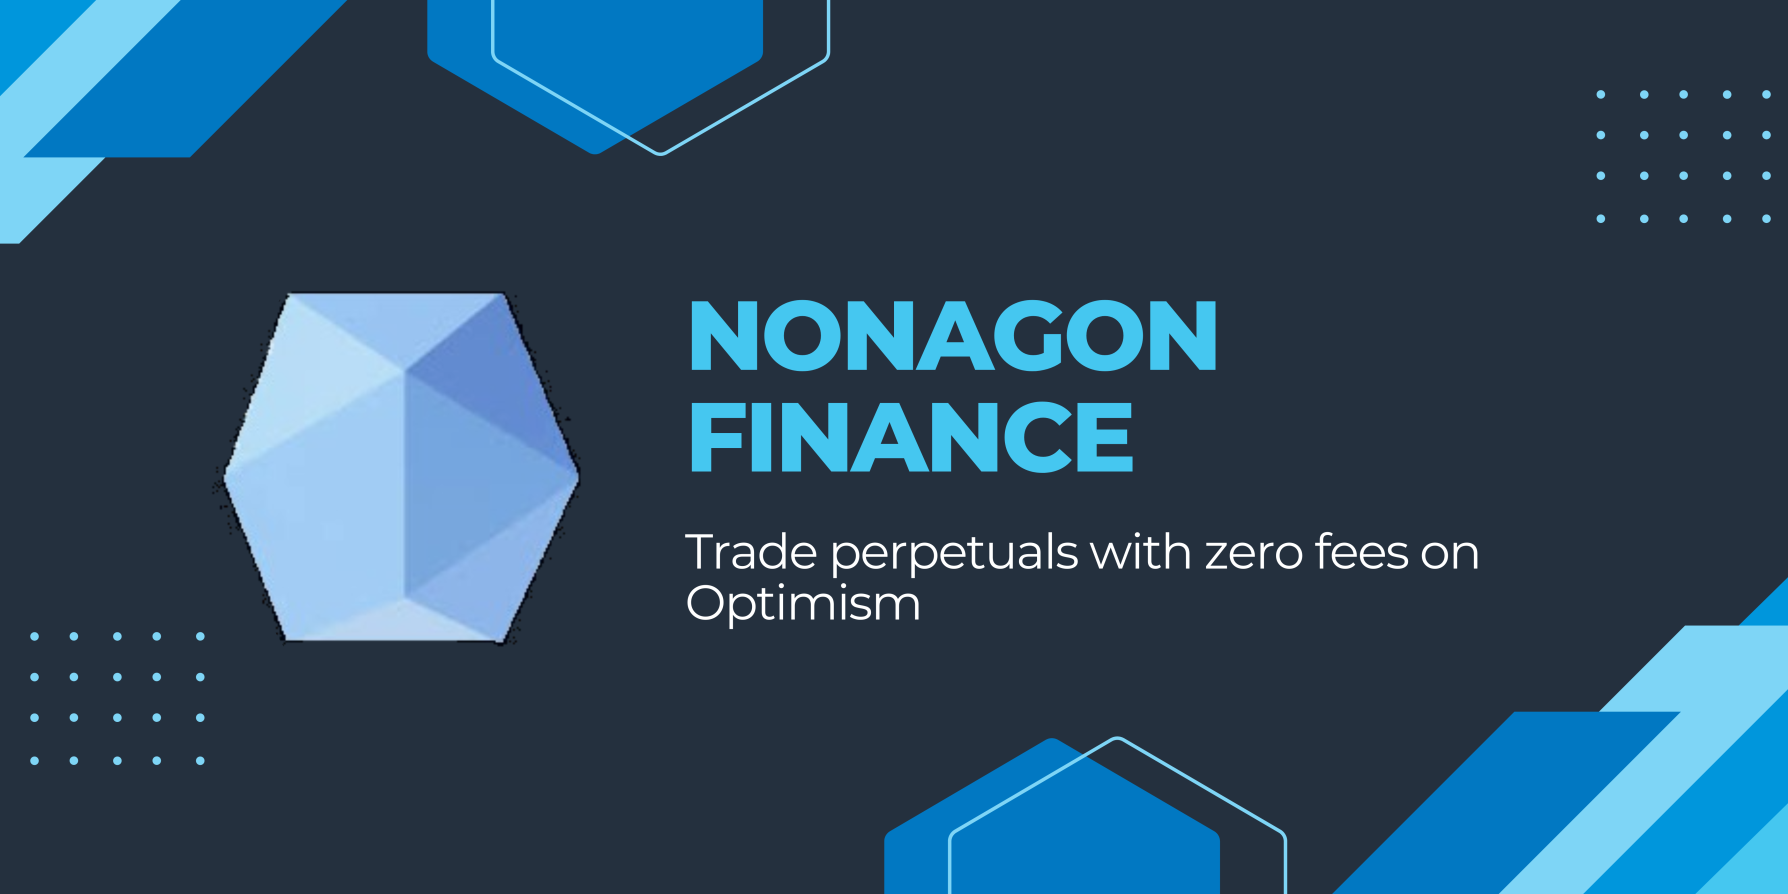 NONAGON
FINANCE
Trade perpetuals with zero fees on
Optimism